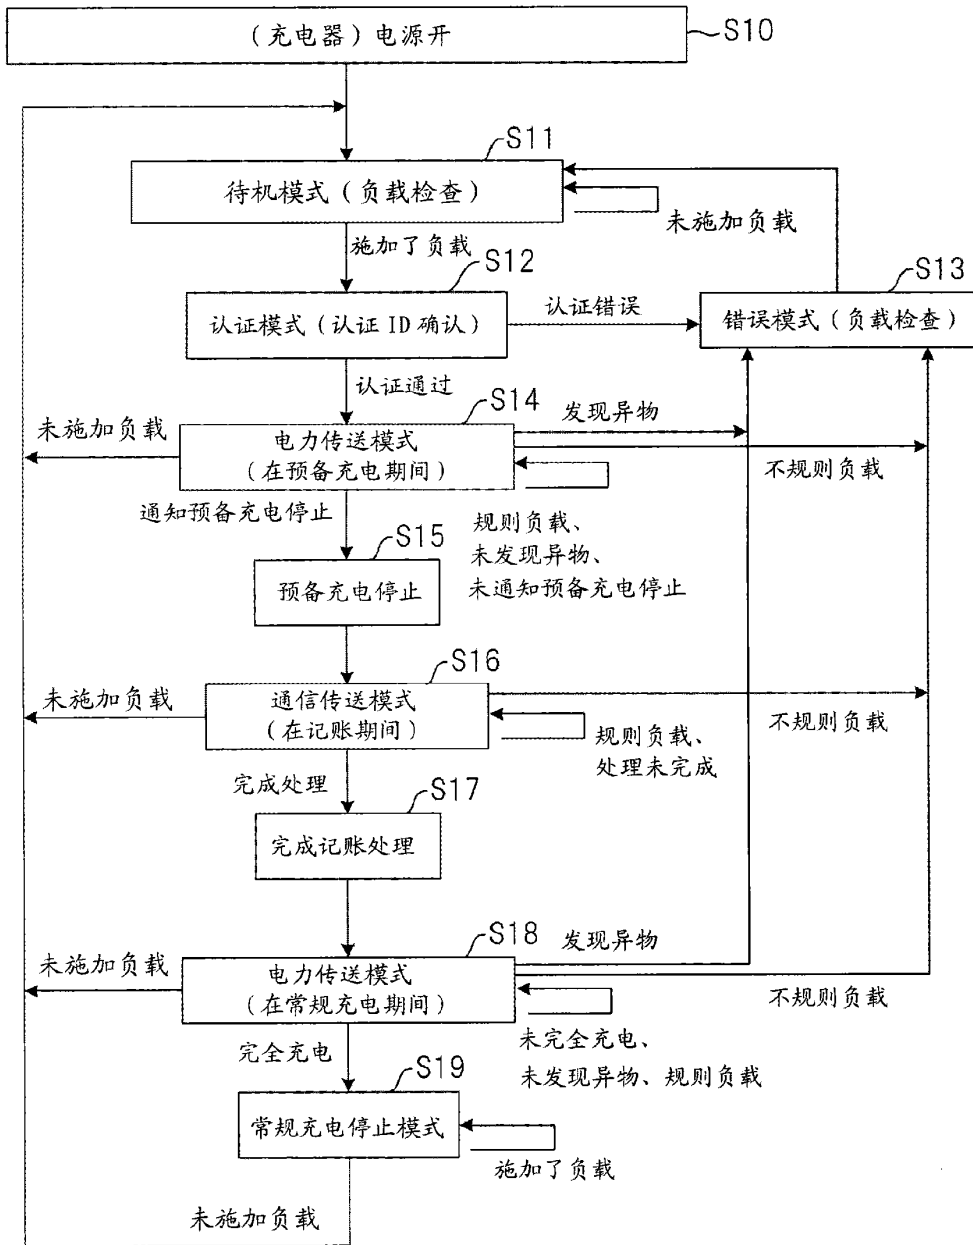 (充电器)电源开
S10
S11
待机模式(负载检查)
未施加负载
施加了负载
S12
S13
认证模式(认证 ID 确认)
认证错误
错误模式(负载检查)
认证通过
S14
发现异物
未施加负载
电力传送模式
(在预备充电期间)
不规则负载
通知预备充电停止
规则负载、
未发现异物、
未通知预备充电停止
S15
预备充电停止
S16
未施加负载
通信传送模式
(在记账期间)
不规则负载
规则负载、
处理未完成
完成处理
S17
完成记账处理
S18
发现异物
未施加负载
电力传送模式
(在常规充电期间)
不规则负载
未完全充电、
未发现异物、规则负载
完全充电
S19
常规充电停止模式
施加了负载
未施加负载